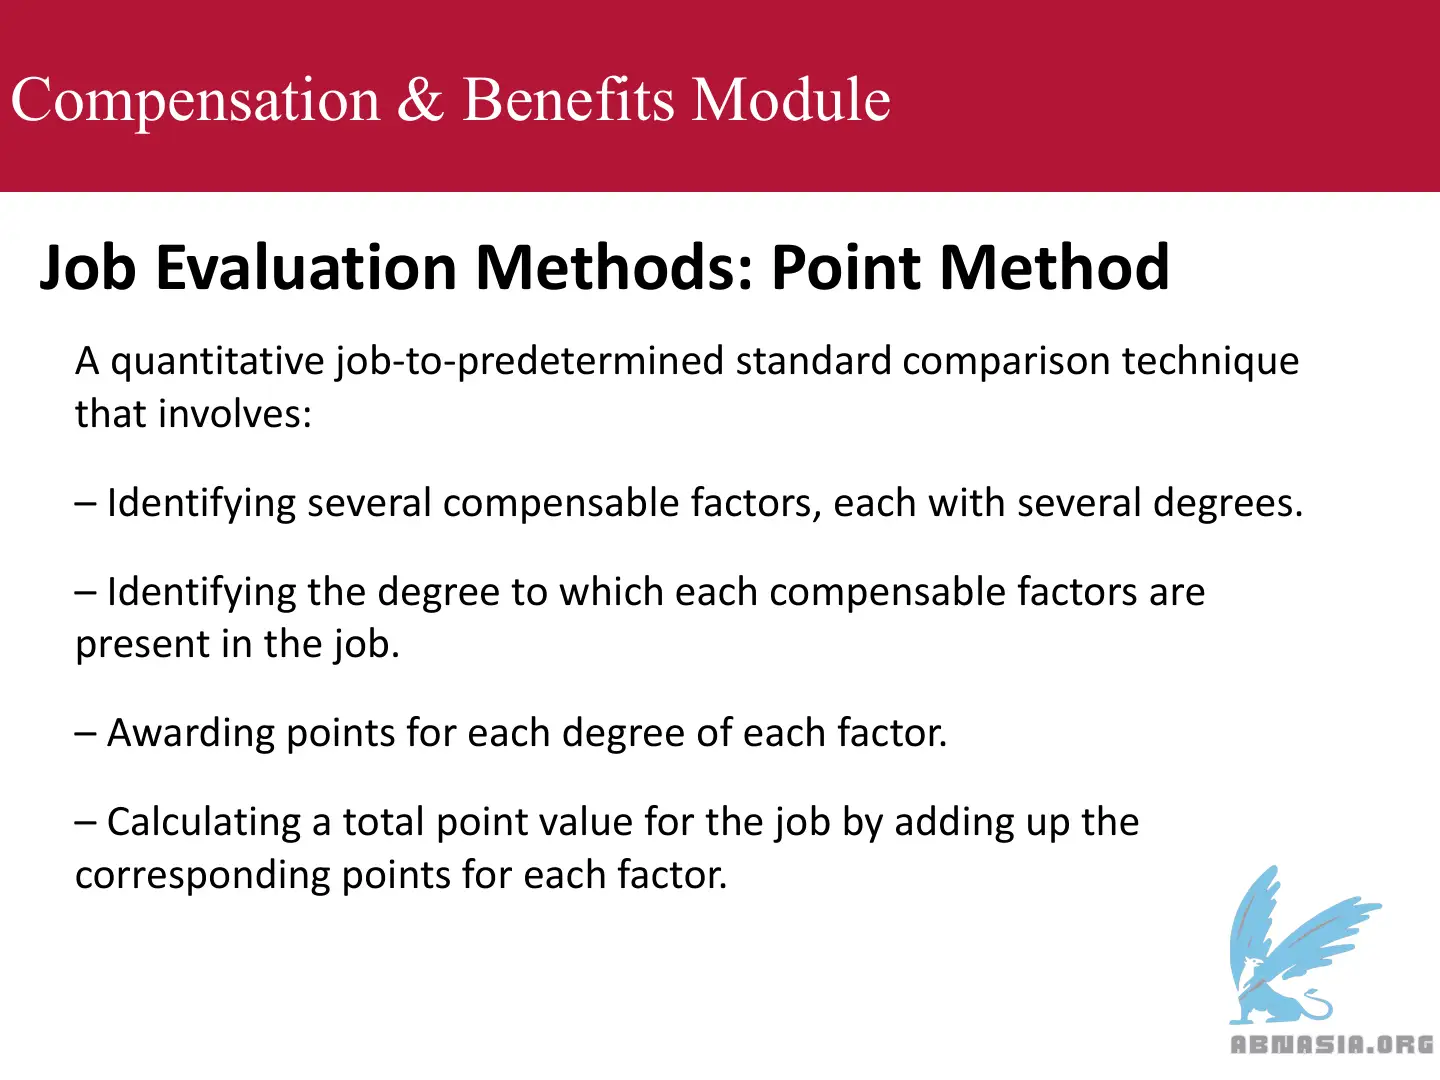 Compensation & Benefits Module
Job Evaluation Methods: Point Method
A quantitative job-to-predetermined standard comparison technique
that involves:
– Identifying several compensable factors, each with several degrees.
– Identifying the degree to which each compensable factors are
present in the job.
– Awarding points for each degree of each factor.
– Calculating a total point value for the job by adding up the
corresponding points for each factor.
ABNASIA.ORG